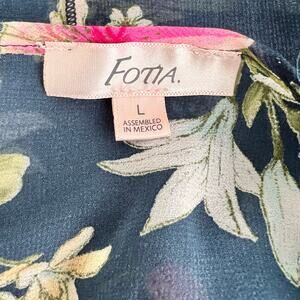 FOTIA.
L
ASSEMBLED
IN MEXICO